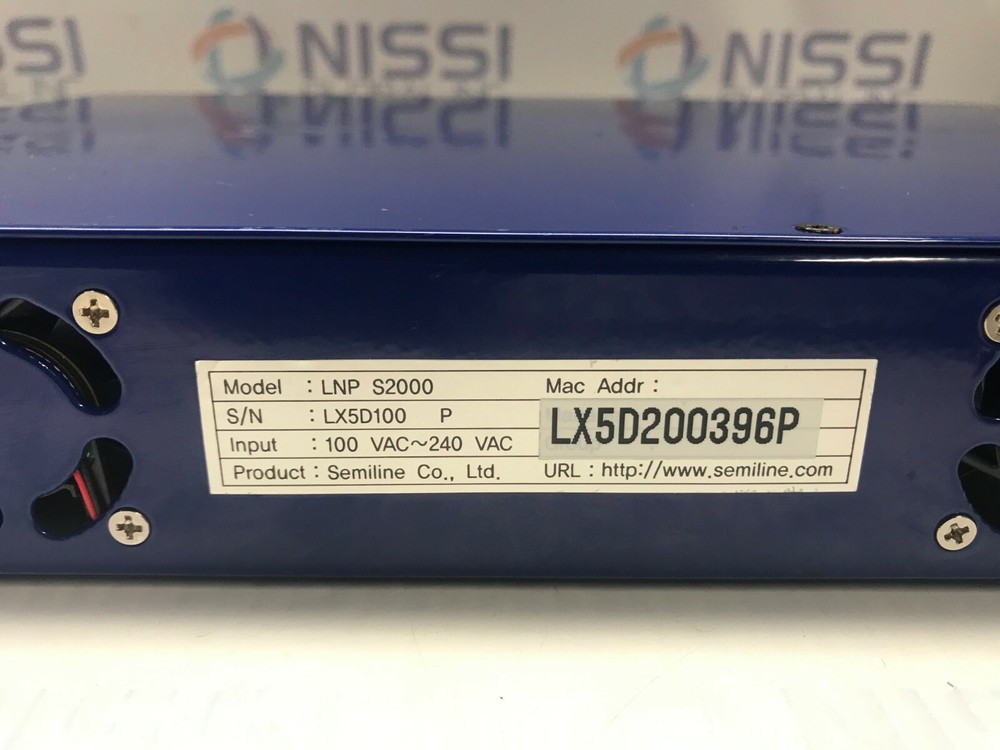 NISSI
NISSI
Model : LNP S2000 Mac Addr :
S/N : LX5D100 P
LX5D200396P
Input : 100 VAC~240 VAC
Product : Semiline Co., Ltd. URL : http://www.semiline.com